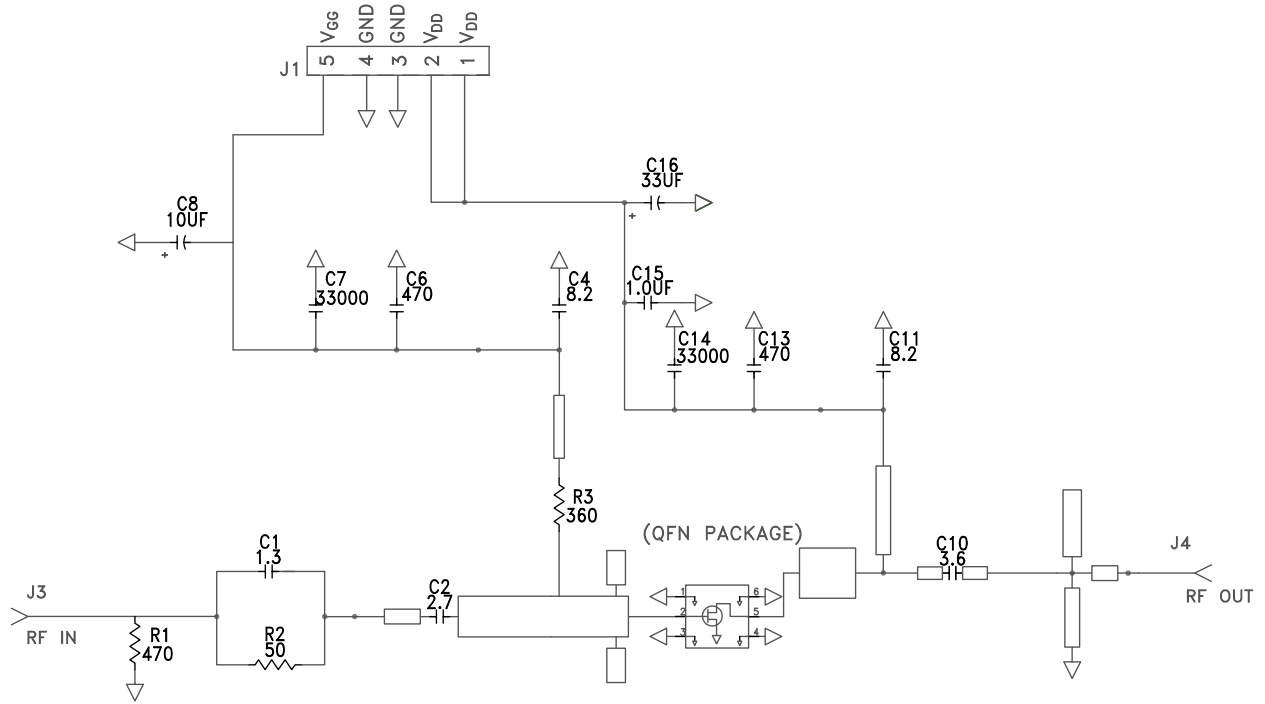 VGG GND GND VDD VDD
J1 5 4 3 2 1
C16
33UF
C8
10UF
+
+
C7
33000
C6
470
C4
8.2
C15
1.0UF
C14
33000
C13
470
C11
8.2
R3
360
(QFN PACKAGE)
C1
1.3
C10
3.6
J4
RF OUT
J3
RF IN
C2
2.7
1 6
2 5
3 4
R1
470
R2
50